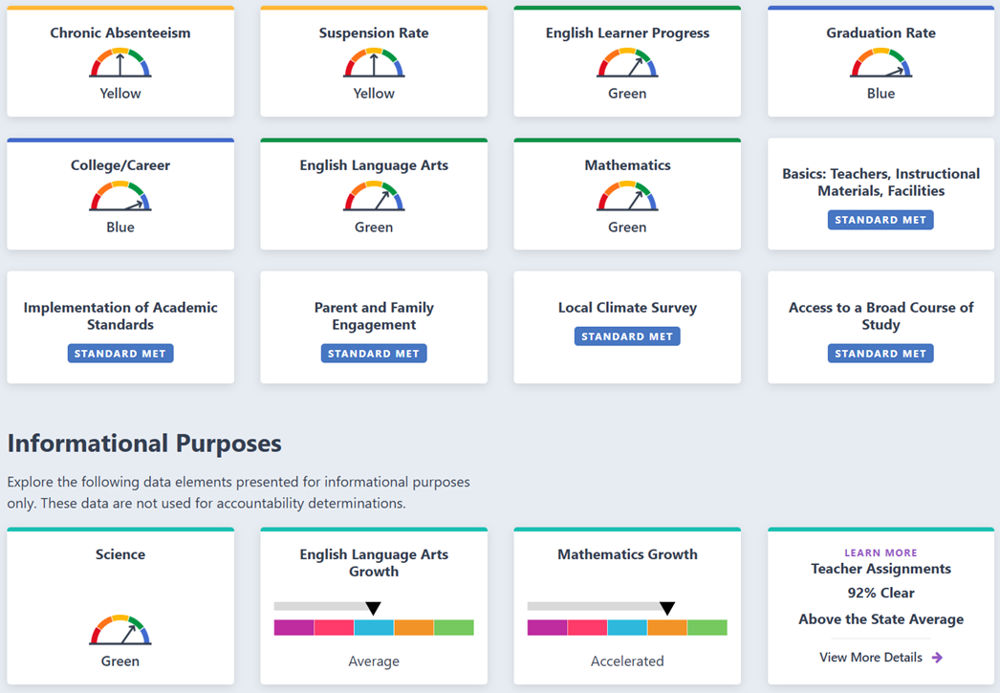 Chronic Absenteeism
Yellow
Suspension Rate
Yellow
English Learner Progress
Green
Graduation Rate
Blue
College/Career
Blue
English Language Arts
Green
Mathematics
Green
Basics: Teachers, Instructional
Materials, Facilities
STANDARD MET
Implementation of Academic
Standards
STANDARD MET
Parent and Family
Engagement
STANDARD MET
Local Climate Survey
STANDARD MET
Access to a Broad Course of
Study
STANDARD MET
Informational Purposes
Explore the following data elements presented for informational purposes
only. These data are not used for accountability determinations.
Science
Green
English Language Arts
Growth
Average
Mathematics Growth
Accelerated
LEARN MORE
Teacher Assignments
92% Clear
Above the State Average
View More Details